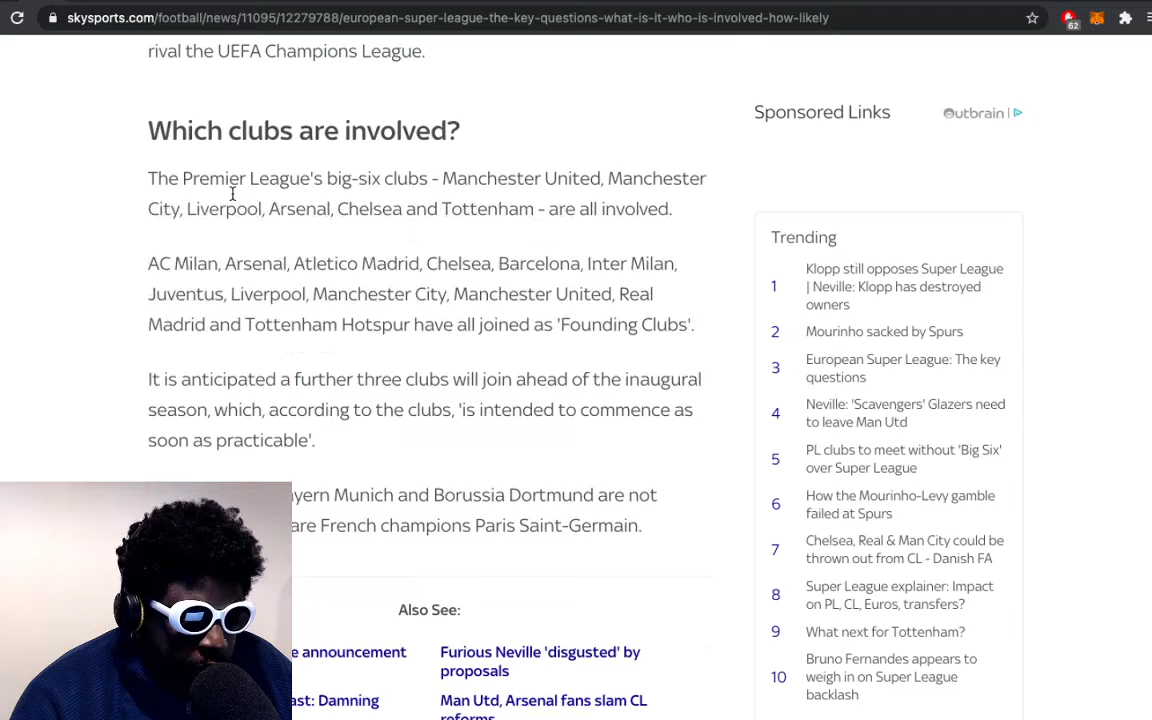 skysports.com/football/news/11095/12279788/european-super-league-the-key-questions-what-is-it-who-is-involved-how-likely
62
rival the UEFA Champions League.
Which clubs are involved?
The Premier League's big-six clubs - Manchester United, Manchester
City, Liverpool, Arsenal, Chelsea and Tottenham - are all involved.
AC Milan, Arsenal, Atletico Madrid, Chelsea, Barcelona, Inter Milan,
Juventus, Liverpool, Manchester City, Manchester United, Real
Madrid and Tottenham Hotspur have all joined as 'Founding Clubs'.
It is anticipated a further three clubs will join ahead of the inaugural
season, which, according to the clubs, 'is intended to commence as
soon as practicable'.
Munich and Borussia Dortmund are not
are French champions Paris Saint-Germain.
Also See:
announcement
Furious Neville 'disgusted' by
proposals
Damning
Man Utd, Arsenal fans slam CL
reforms
Sponsored Links
Outbrain
Trending
1 Klopp still opposes Super League
| Neville: Klopp has destroyed
owners
2 Mourinho sacked by Spurs
3 European Super League: The key
questions
4 Neville: 'Scavengers' Glazers need
to leave Man Utd
5 PL clubs to meet without 'Big Six'
over Super League
6 How the Mourinho-Levy gamble
failed at Spurs
7 Chelsea, Real & Man City could be
thrown out from CL - Danish FA
8 Super League explainer: Impact
on PL, CL, Euros, transfers?
9 What next for Tottenham?
10 Bruno Fernandes appears to
weigh in on Super League
backlash